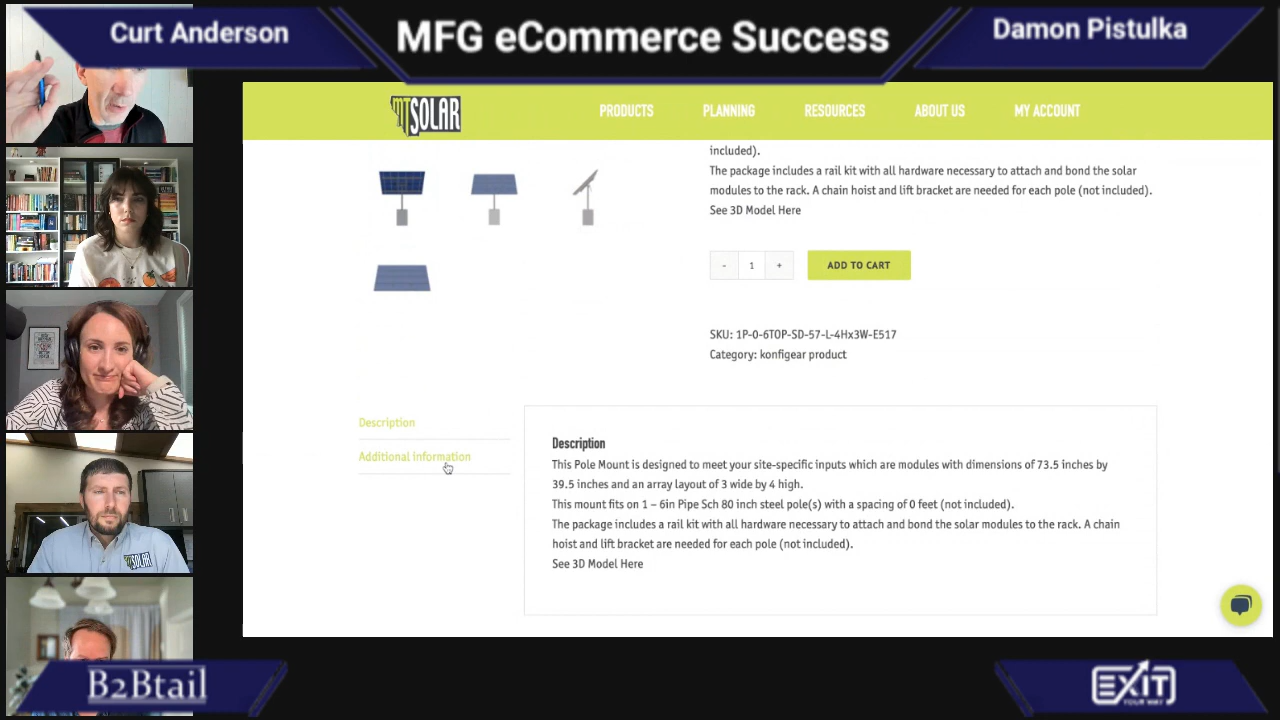 Curt Anderson
MFG eCommerce Success
Damon Pistulka
MT SOLAR
PRODUCTS
PLANNING
RESOURCES
ABOUT US
MY ACCOUNT
included).
The package includes a rail kit with all hardware necessary to attach and bond the solar
modules to the rack. A chain hoist and lift bracket are needed for each pole (not included).
See 3D Model Here
- 1 +
ADD TO CART
SKU: 1P-0-6TOP-SD-57-L-4Hx3W-E517
Category: konfigear product
Description
Additional information
Description
This Pole Mount is designed to meet your site-specific inputs which are modules with dimensions of 73.5 inches by
39.5 inches and an array layout of 3 wide by 4 high.
This mount fits on 1 – 6in Pipe Sch 80 inch steel pole(s) with a spacing of 0 feet (not included).
The package includes a rail kit with all hardware necessary to attach and bond the solar modules to the rack. A chain
hoist and lift bracket are needed for each pole (not included).
See 3D Model Here
MT SOLAR
B2Btail
EXIT
YOUR WAY